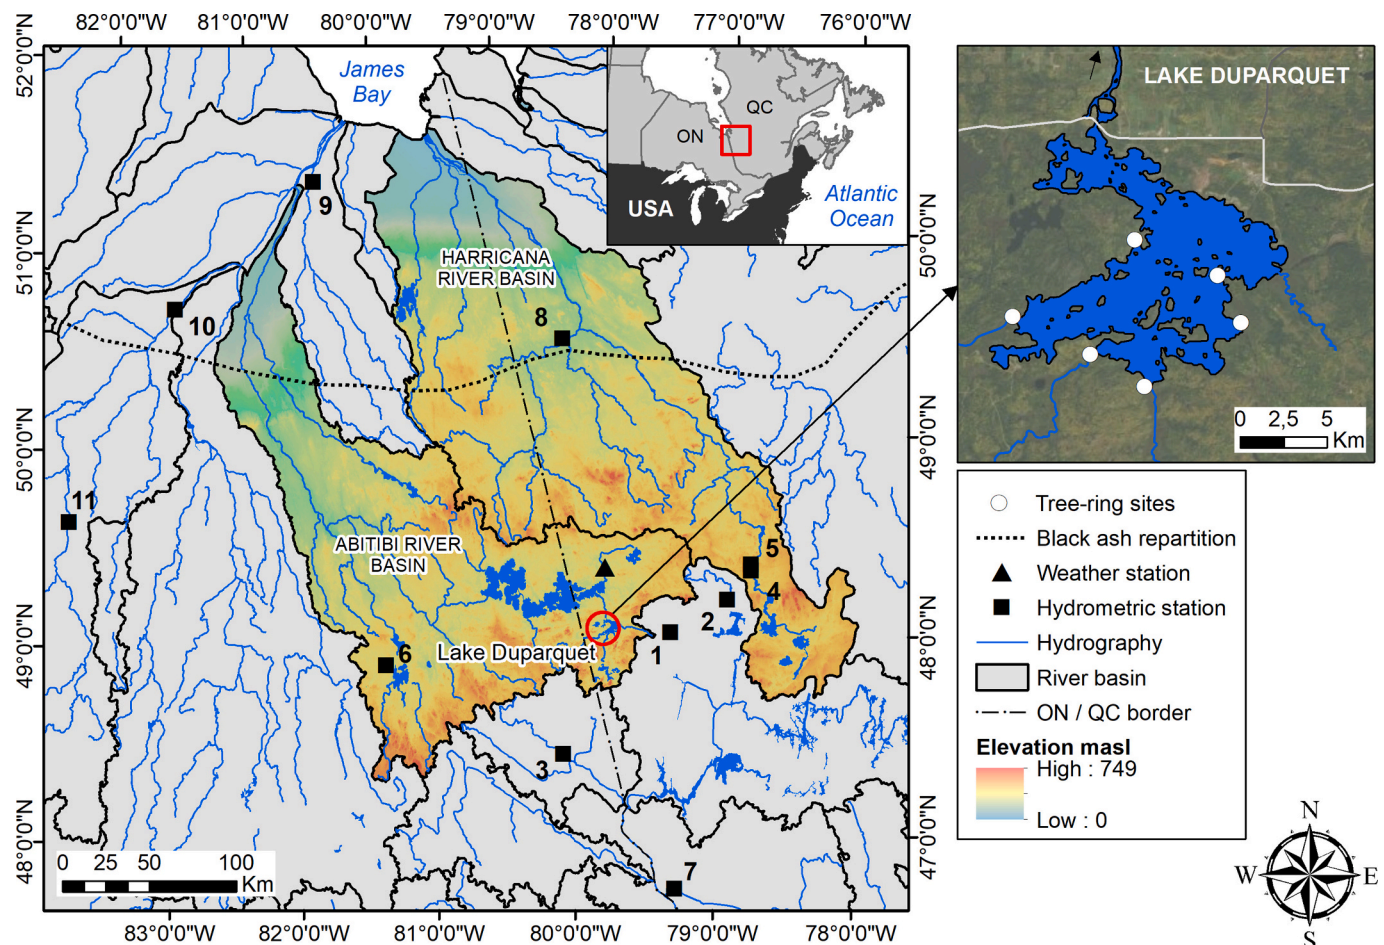 82°0'0"W
81°0'0"W
80°0'0"W
79°0'0"W
78°0'0"W
77°0'0"W
76°0'0"W
52°0'0"N
51°0'0"N
50°0'0"N
49°0'0"N
48°0'0"N
James
Bay
9
10
11
HARRICANA
RIVER BASIN
8
ABITIBI RIVER
BASIN
5
4
2
1
Lake Duparquet
6
3
7
0 25 50 100
Km
QC
ON
USA
Atlantic
Ocean
50°0'0"N
49°0'0"N
48°0'0"N
47°0'0"N
83°0'0"W
82°0'0"W
81°0'0"W
80°0'0"W
79°0'0"W
78°0'0"W
LAKE DUPARQUET
0 2,5 5
Km
Tree-ring sites
Black ash repartition
Weather station
Hydrometric station
Hydrography
River basin
ON / QC border
Elevation masl
High : 749
Low : 0
N
W
E
S